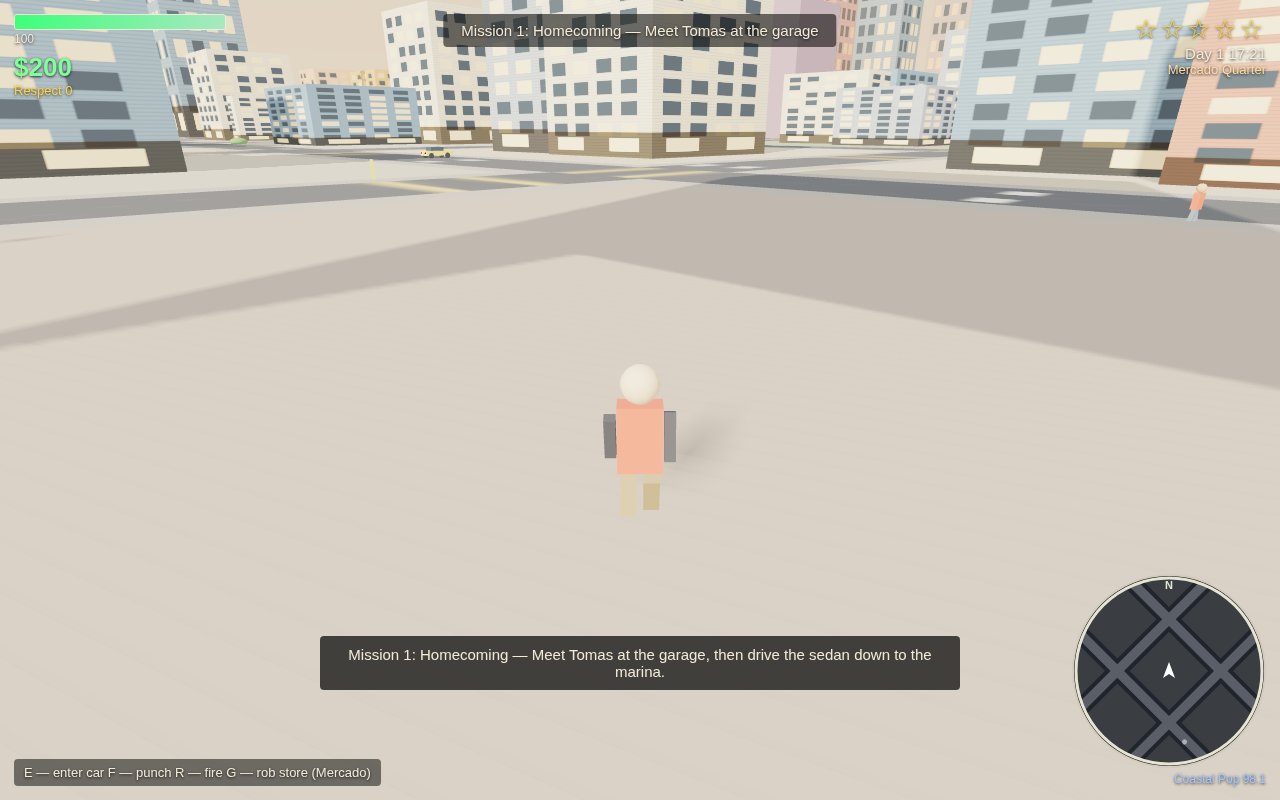 100
$200
Respect 0
Mission 1: Homecoming — Meet Tomas at the garage
☆☆☆☆☆
Day 1 17:21
Mercado Quarter
Mission 1: Homecoming — Meet Tomas at the garage, then drive the sedan down to the
marina.
N
E — enter car F — punch R — fire G — rob store (Mercado)
Coastal Pop 98.1